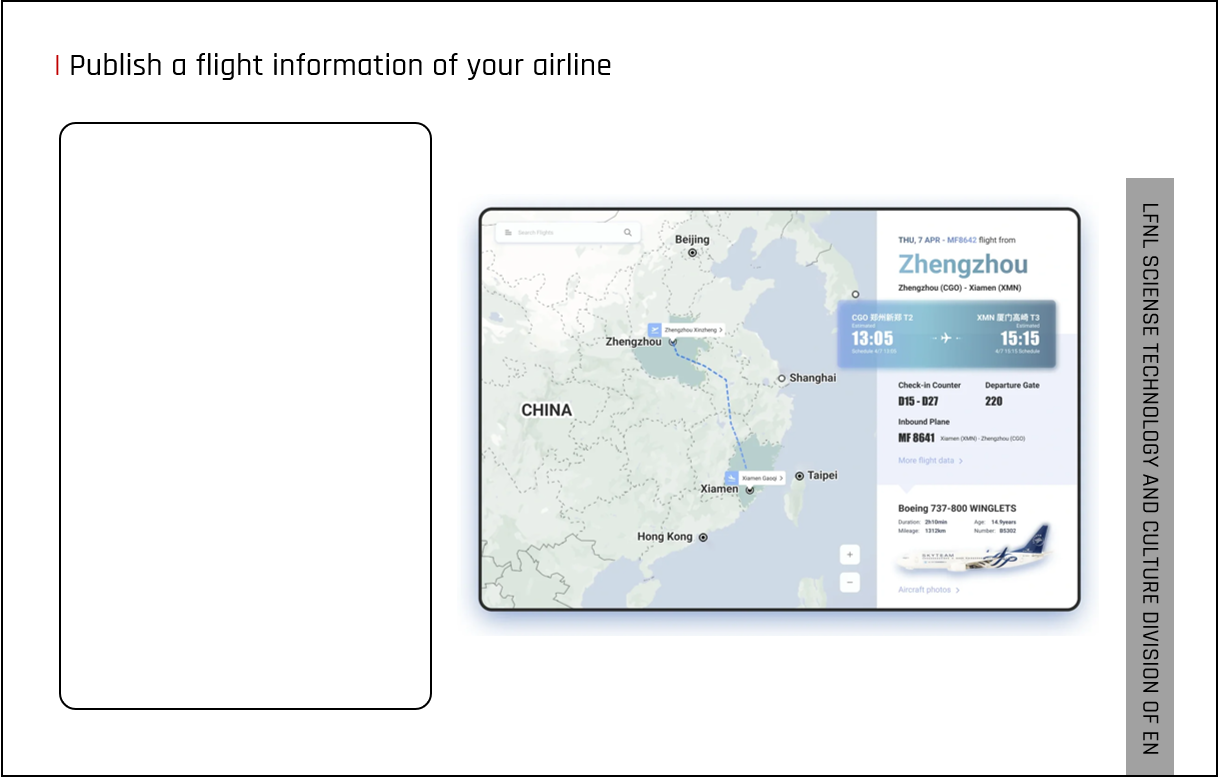 Publish a flight information of your airline
Search Flights
Beijing
Zhengzhou Xinzheng
Zhengzhou
Shanghai
CHINA
Xiamen Gaoqi
Xiamen
Taipei
Hong Kong
+
−
THU, 7 APR - MF8642 flight from
Zhengzhou
Zhengzhou (CGO) - Xiamen (XMN)
CGO 郑州新郑 T2
XMN 厦门高崎 T3
Estimated
Estimated
13:05
15:15
Schedule 4/7 13:05
4/7 15:15 Schedule
Check-in Counter
Departure Gate
D15 - D27
220
Inbound Plane
MF 8641 Xiamen (XMN) - Zhengzhou (CGO)
More flight data
Boeing 737-800 WINGLETS
Duration: 2h10min Age: 14.9years
Mileage: 1312km Number: B5302
SKYTEAM
Aircraft photos
LFNL SCIENSE TECHNOLOGY AND CULTURE DIVISION OF EN